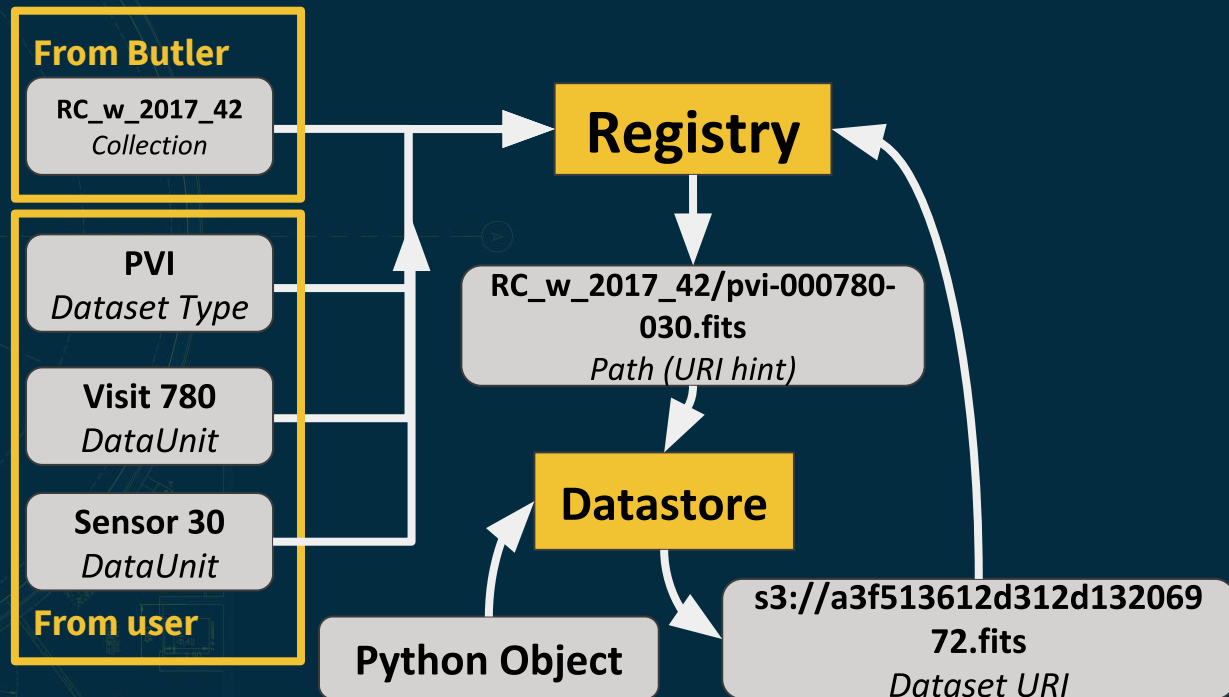 From Butler
RC_w_2017_42
Collection
PVI
Dataset Type
Visit 780
DataUnit
Sensor 30
DataUnit
From user
Registry
RC_w_2017_42/pvi-000780-
030.fits
Path (URI hint)
Datastore
Python Object
s3://a3f513612d312d132069
72.fits
Dataset URI
A